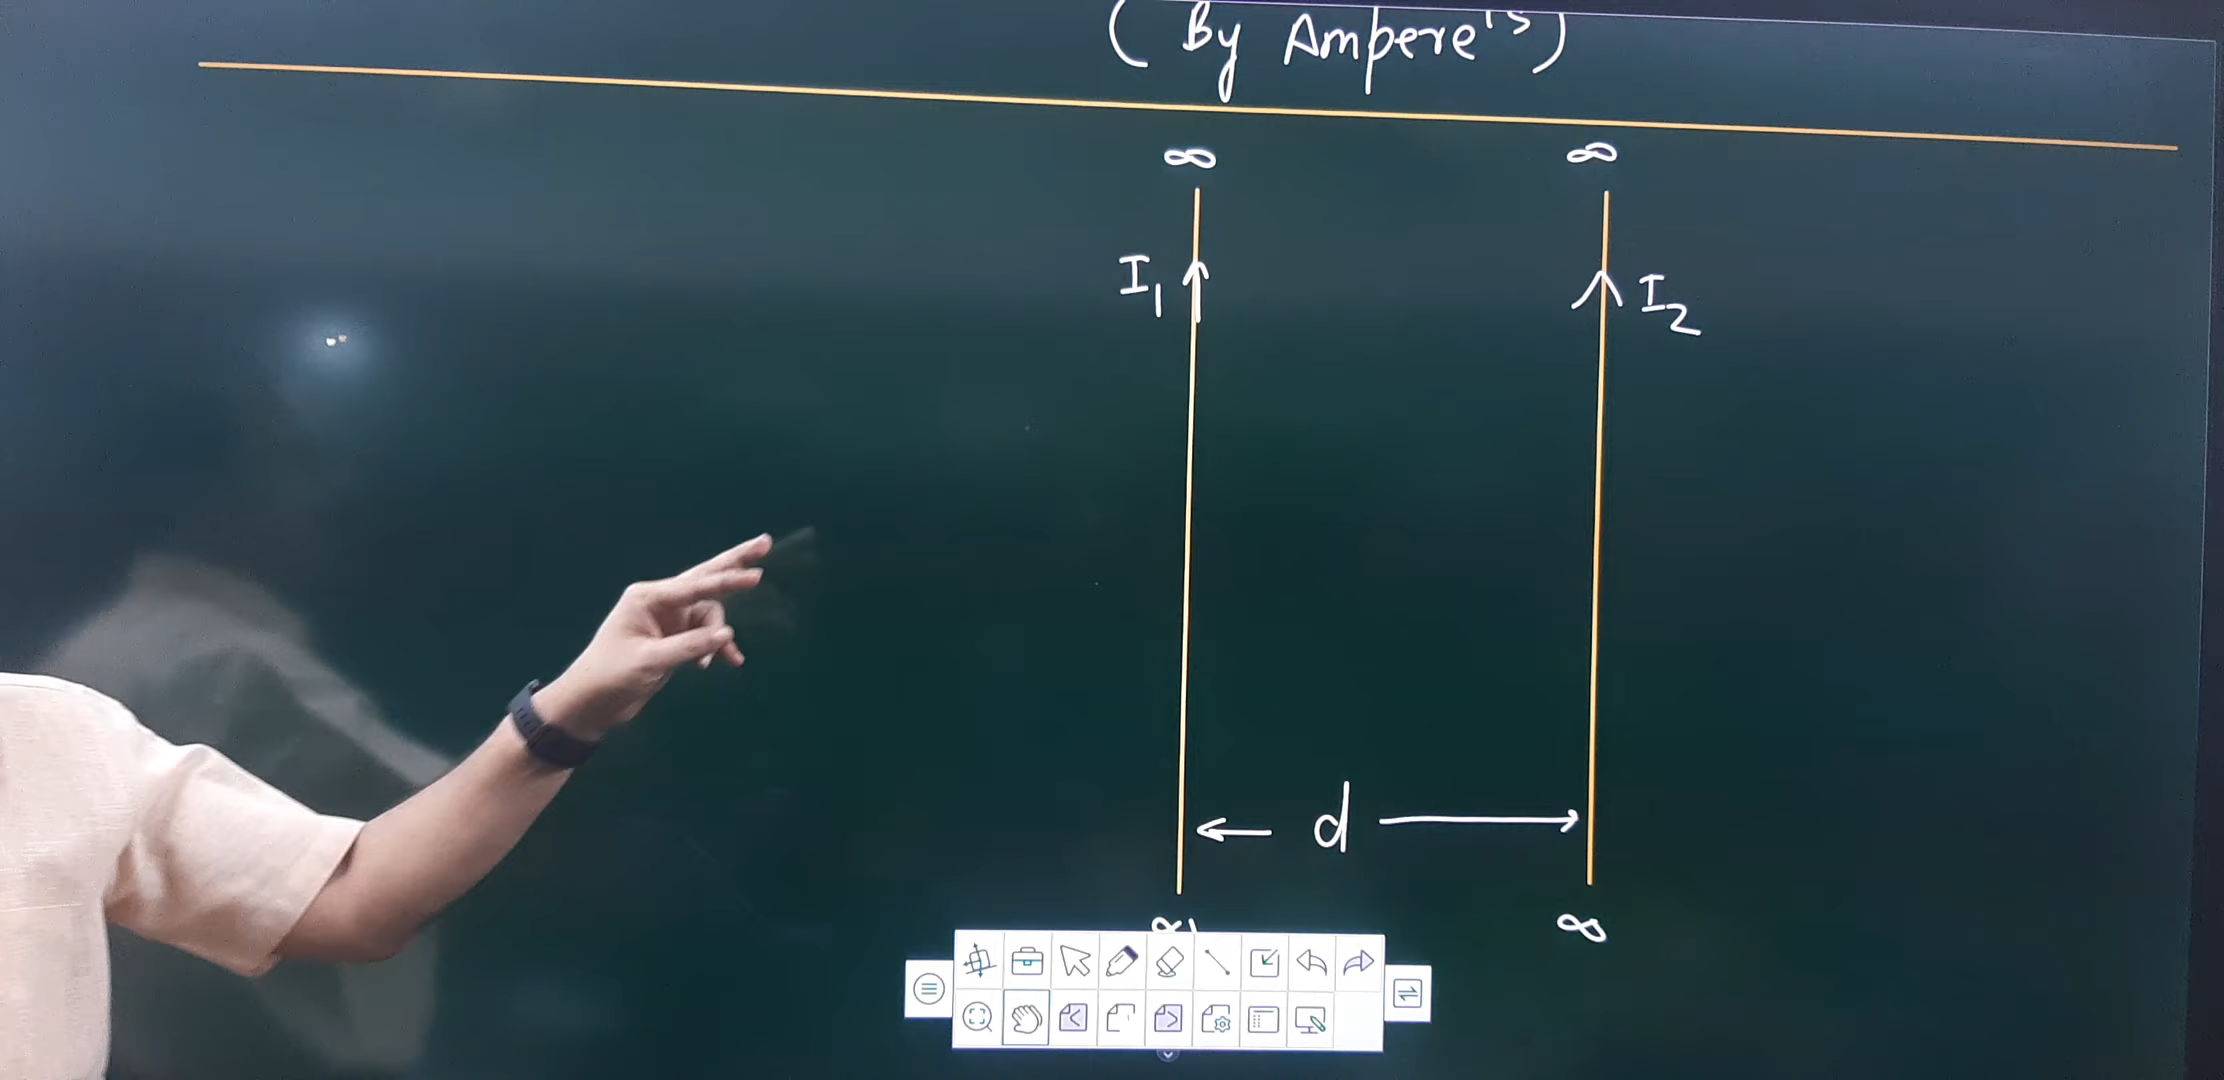 ( By Ampere's )
∞ ∞
I₁ I₂
d
∞